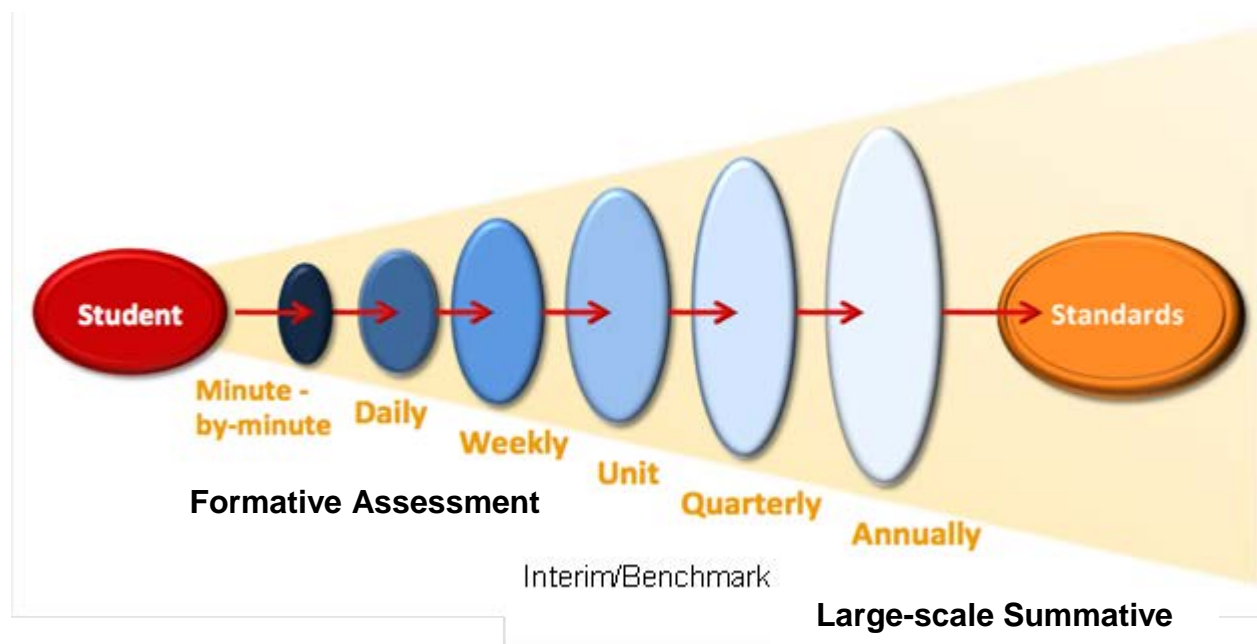 Student
Standards
Minute -
by-minute
Daily
Weekly
Unit
Quarterly
Annually
Formative Assessment
Interim/Benchmark
Large-scale Summative